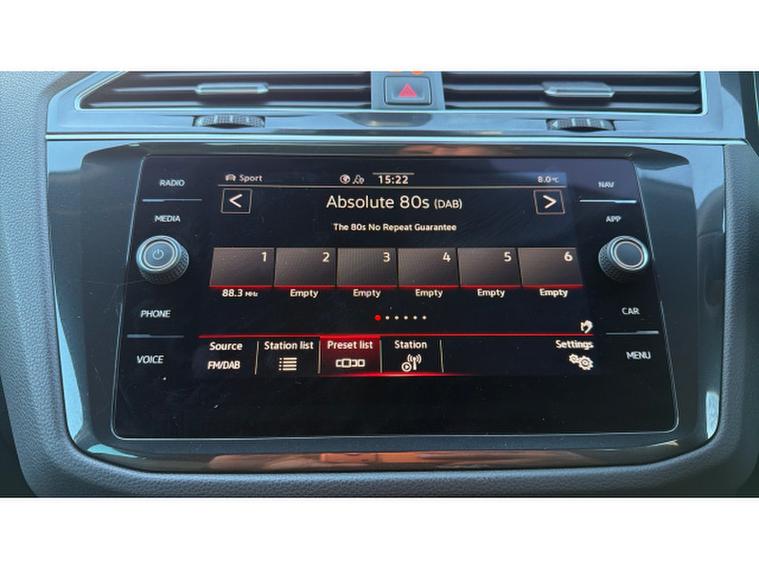 RADIO
Sport 15:22 8.0°C
NAV
< Absolute 80s (DAB) >
MEDIA
APP
The 80s No Repeat Guarantee
1 2 3 4 5 6
88.3 MHz Empty Empty Empty Empty Empty
PHONE
CAR
Source Station list Preset list Station Settings
VOICE
MENU
FM/DAB